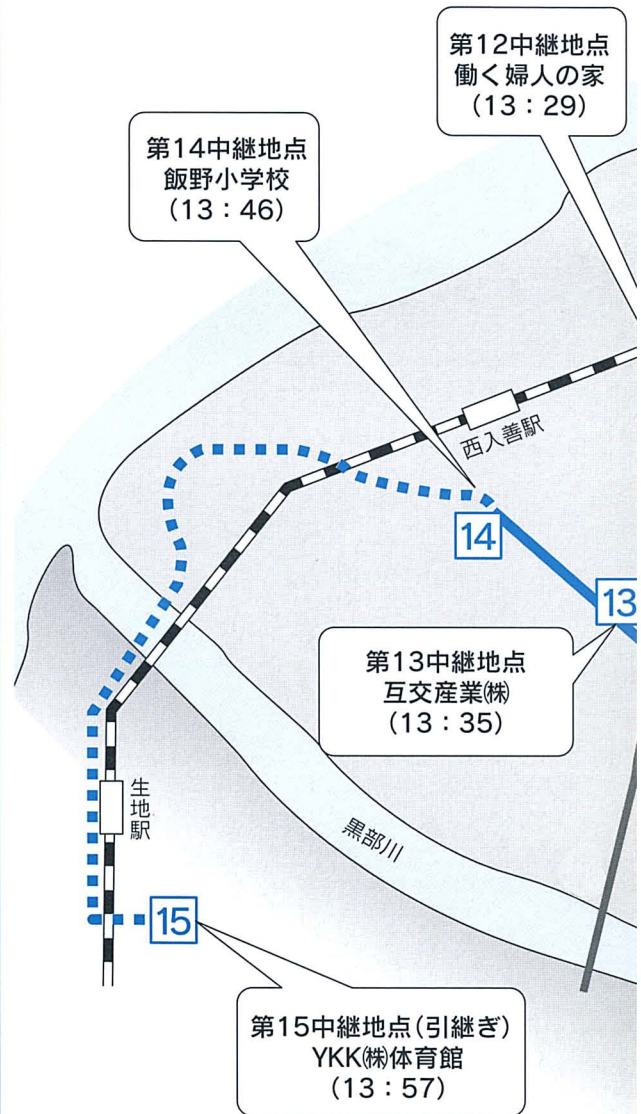 第12中継地点
働く婦人の家
(13：29)
第14中継地点
飯野小学校
(13：46)
西入善駅
14
13
第13中継地点
互交産業㈱
(13：35)
生地駅
黒部川
15
第15中継地点(引継ぎ)
YKK㈱体育館
(13：57)